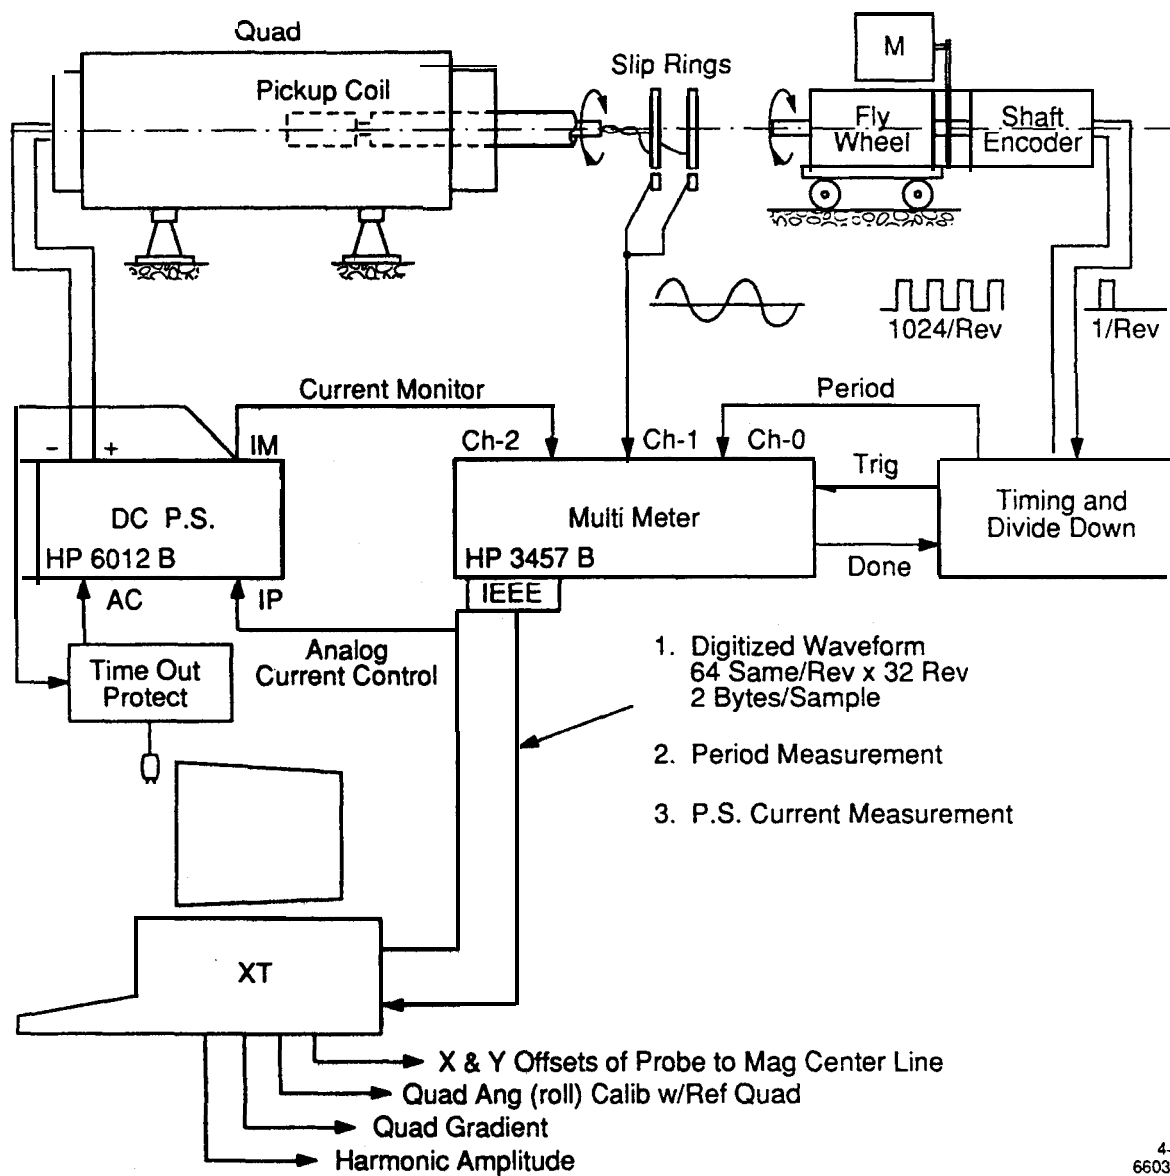 Quad
Pickup Coil
Slip Rings
M
Fly
Wheel
Shaft
Encoder
1024/Rev
1/Rev
Current Monitor
Period
- +
IM
Ch-2
Ch-1
Ch-0
Trig
DC P.S.
HP 6012 B
Multi Meter
HP 3457 B
Timing and
Divide Down
Done
AC
IP
IEEE
Analog
Current Control
Time Out
Protect
1. Digitized Waveform
64 Same/Rev x 32 Rev
2 Bytes/Sample
2. Period Measurement
3. P.S. Current Measurement
XT
X & Y Offsets of Probe to Mag Center Line
Quad Ang (roll) Calib w/Ref Quad
Quad Gradient
Harmonic Amplitude
4-
6603